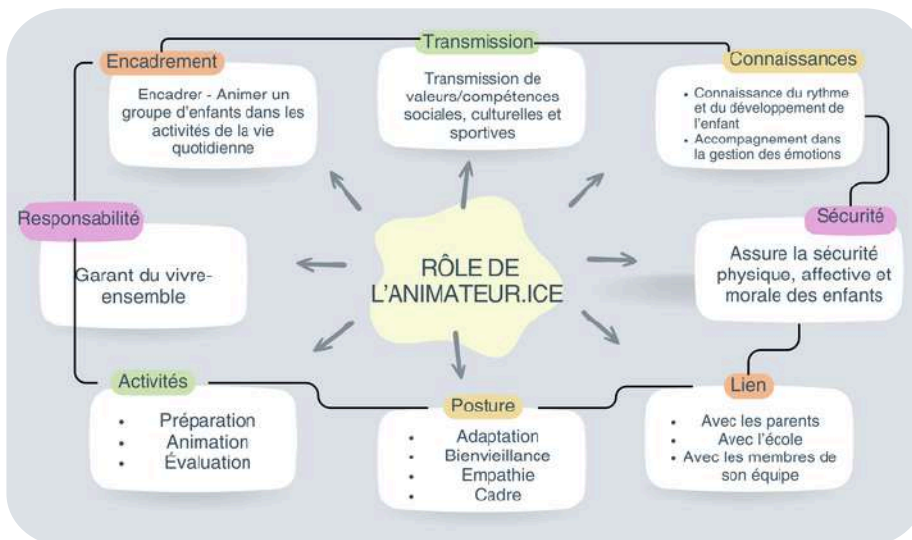 Transmission
Transmission de
valeurs/compétences
sociales, culturelles et
sportives
Encadrement
Encadrer - Animer un
groupe d'enfants dans les
activités de la vie
quotidienne
Connaissances
• Connaissance du rythme
et du développement de
l'enfant
• Accompagnement dans
la gestion des émotions
Responsabilité
Garant du vivre-
ensemble
RÔLE DE
L'ANIMATEUR.ICE
Sécurité
Assure la sécurité
physique, affective et
morale des enfants
Activités
• Préparation
• Animation
• Évaluation
Posture
• Adaptation
• Bienvieillance
• Empathie
• Cadre
Lien
• Avec les parents
• Avec l'école
• Avec les membres de
son équipe